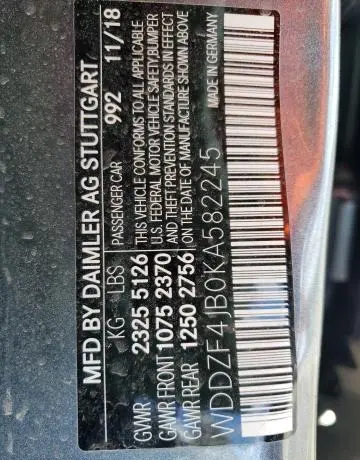 MFD BY DAIMLER AG STUTTGART
KG LBS PASSENGER CAR 992 11/18
GVWR 2325 5126 THIS VEHICLE CONFORMS TO ALL APPLICABLE
U.S. FEDERAL MOTOR VEHICLE SAFETY,BUMPER
GAWR FRONT 1075 2370 AND THEFT PREVENTION STANDARDS IN EFFECT
GAWR REAR 1250 2756 ON THE DATE OF MANUFACTURE SHOWN ABOVE
WDDZF4JB0KA582245 MADE IN GERMANY